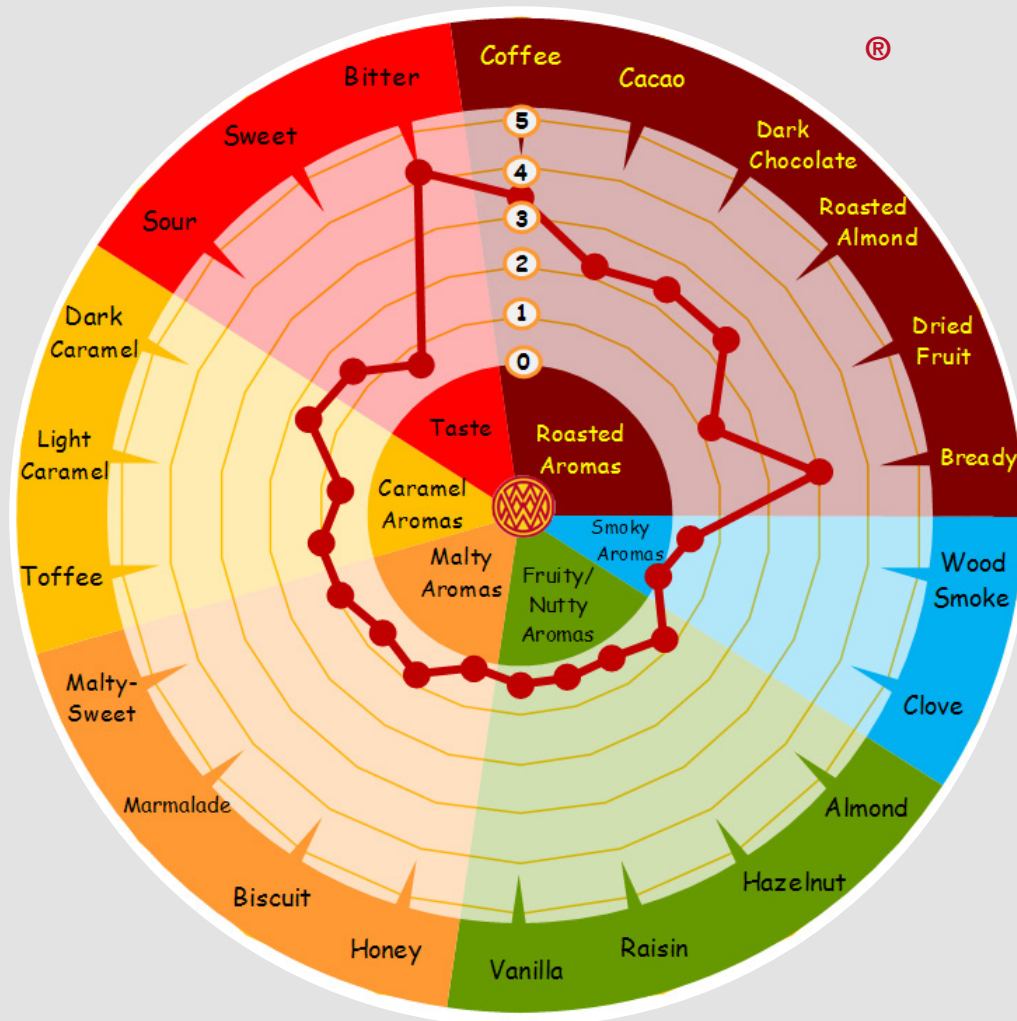 ®
Coffee
Cacao
Dark
Chocolate
Roasted
Almond
Dried
Fruit
Bready
Wood
Smoke
Clove
Almond
Hazelnut
Raisin
Vanilla
Honey
Biscuit
Marmalade
Malty-
Sweet
Toffee
Light
Caramel
Dark
Caramel
Sour
Sweet
Bitter
5
4
3
2
1
0
Taste
Roasted
Aromas
Caramel
Aromas
Smoky
Aromas
Malty
Aromas
Fruity/
Nutty
Aromas